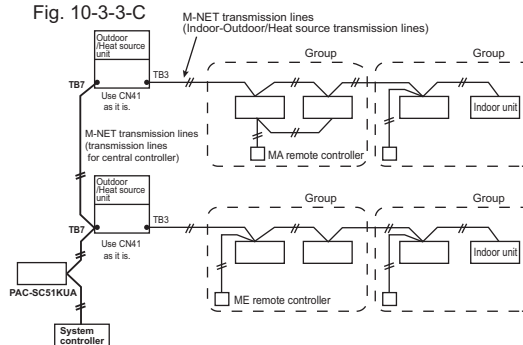 Fig. 10-3-3-C
M-NET transmission lines
(Indoor-Outdoor/Heat source transmission lines)
Outdoor
/Heat source
unit
TB7
TB3
Use CN41
as it is.
Group
Group
Indoor unit
MA remote controller
M-NET transmission lines
(transmission lines
for central controller)
Outdoor
/Heat source
unit
TB7
TB3
Use CN41
as it is.
Group
Group
Indoor unit
ME remote controller
PAC-SC51KUA
System
controller